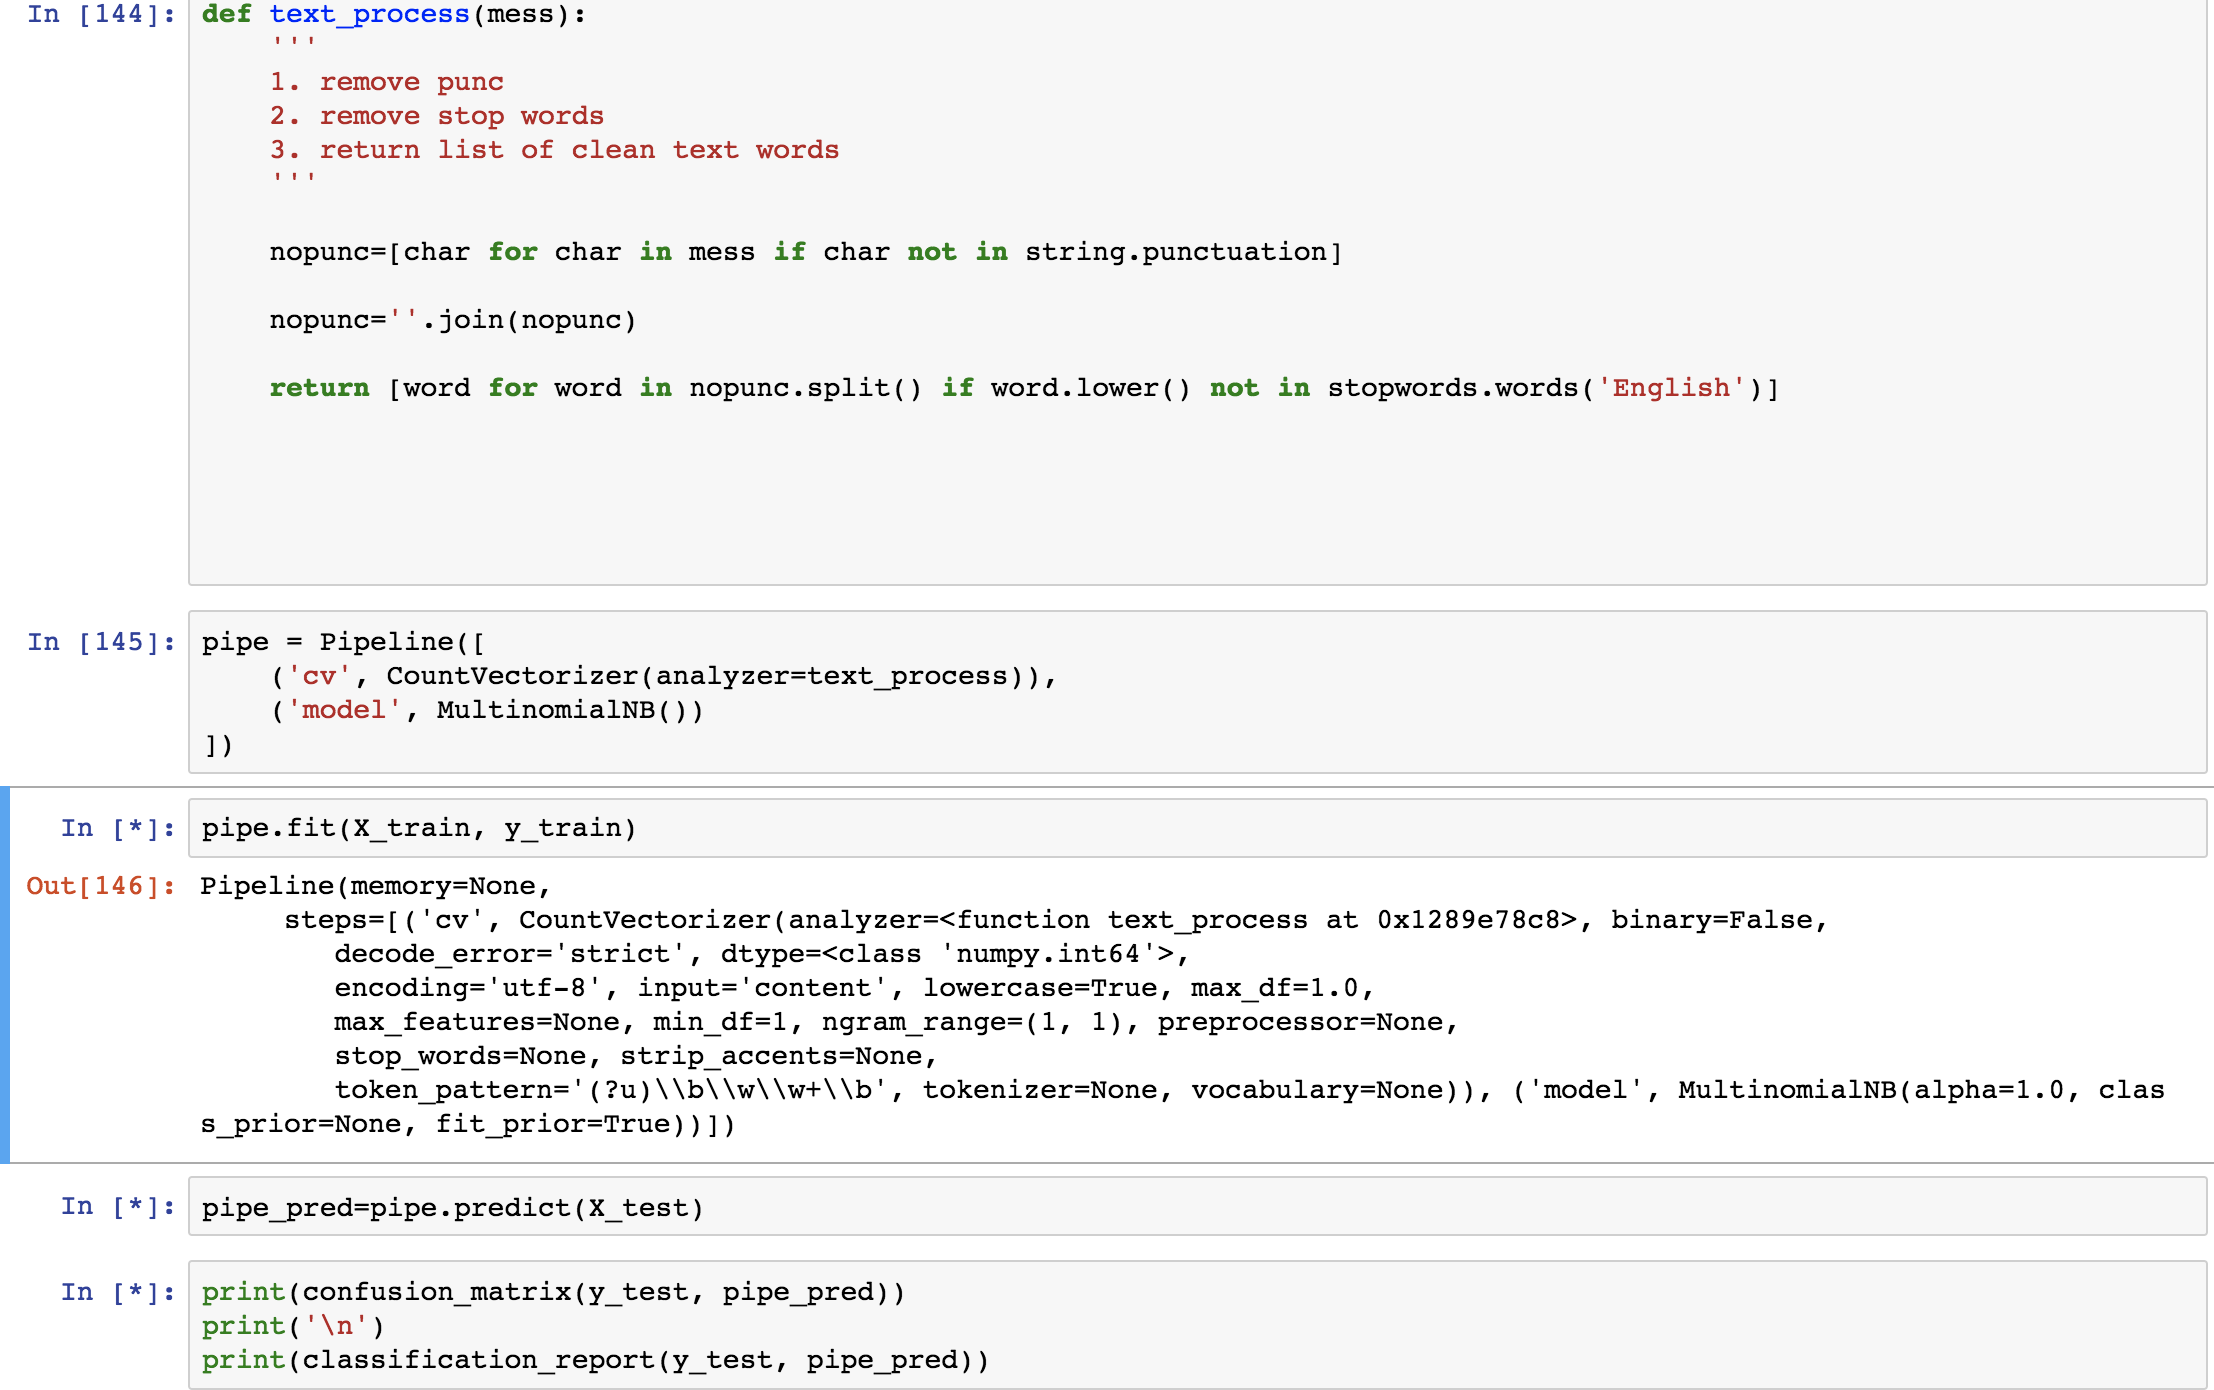 In [144]: def text_process(mess):
    '''
    1. remove punc
    2. remove stop words
    3. return list of clean text words
    '''
    nopunc=[char for char in mess if char not in string.punctuation]
    nopunc=''.join(nopunc)
    return [word for word in nopunc.split() if word.lower() not in stopwords.words('English')]
In [145]: pipe = Pipeline([
    ('cv', CountVectorizer(analyzer=text_process)),
    ('model', MultinomialNB())
])
In [*]: pipe.fit(X_train, y_train)
Out[146]: Pipeline(memory=None,
     steps=[('cv', CountVectorizer(analyzer=<function text_process at 0x1289e78c8>, binary=False,
        decode_error='strict', dtype=<class 'numpy.int64'>,
        encoding='utf-8', input='content', lowercase=True, max_df=1.0,
        max_features=None, min_df=1, ngram_range=(1, 1), preprocessor=None,
        stop_words=None, strip_accents=None,
        token_pattern='(?u)\\b\\w\\w+\\b', tokenizer=None, vocabulary=None)), ('model', MultinomialNB(alpha=1.0, clas
s_prior=None, fit_prior=True))])
In [*]: pipe_pred=pipe.predict(X_test)
In [*]: print(confusion_matrix(y_test, pipe_pred))
print('\n')
print(classification_report(y_test, pipe_pred))